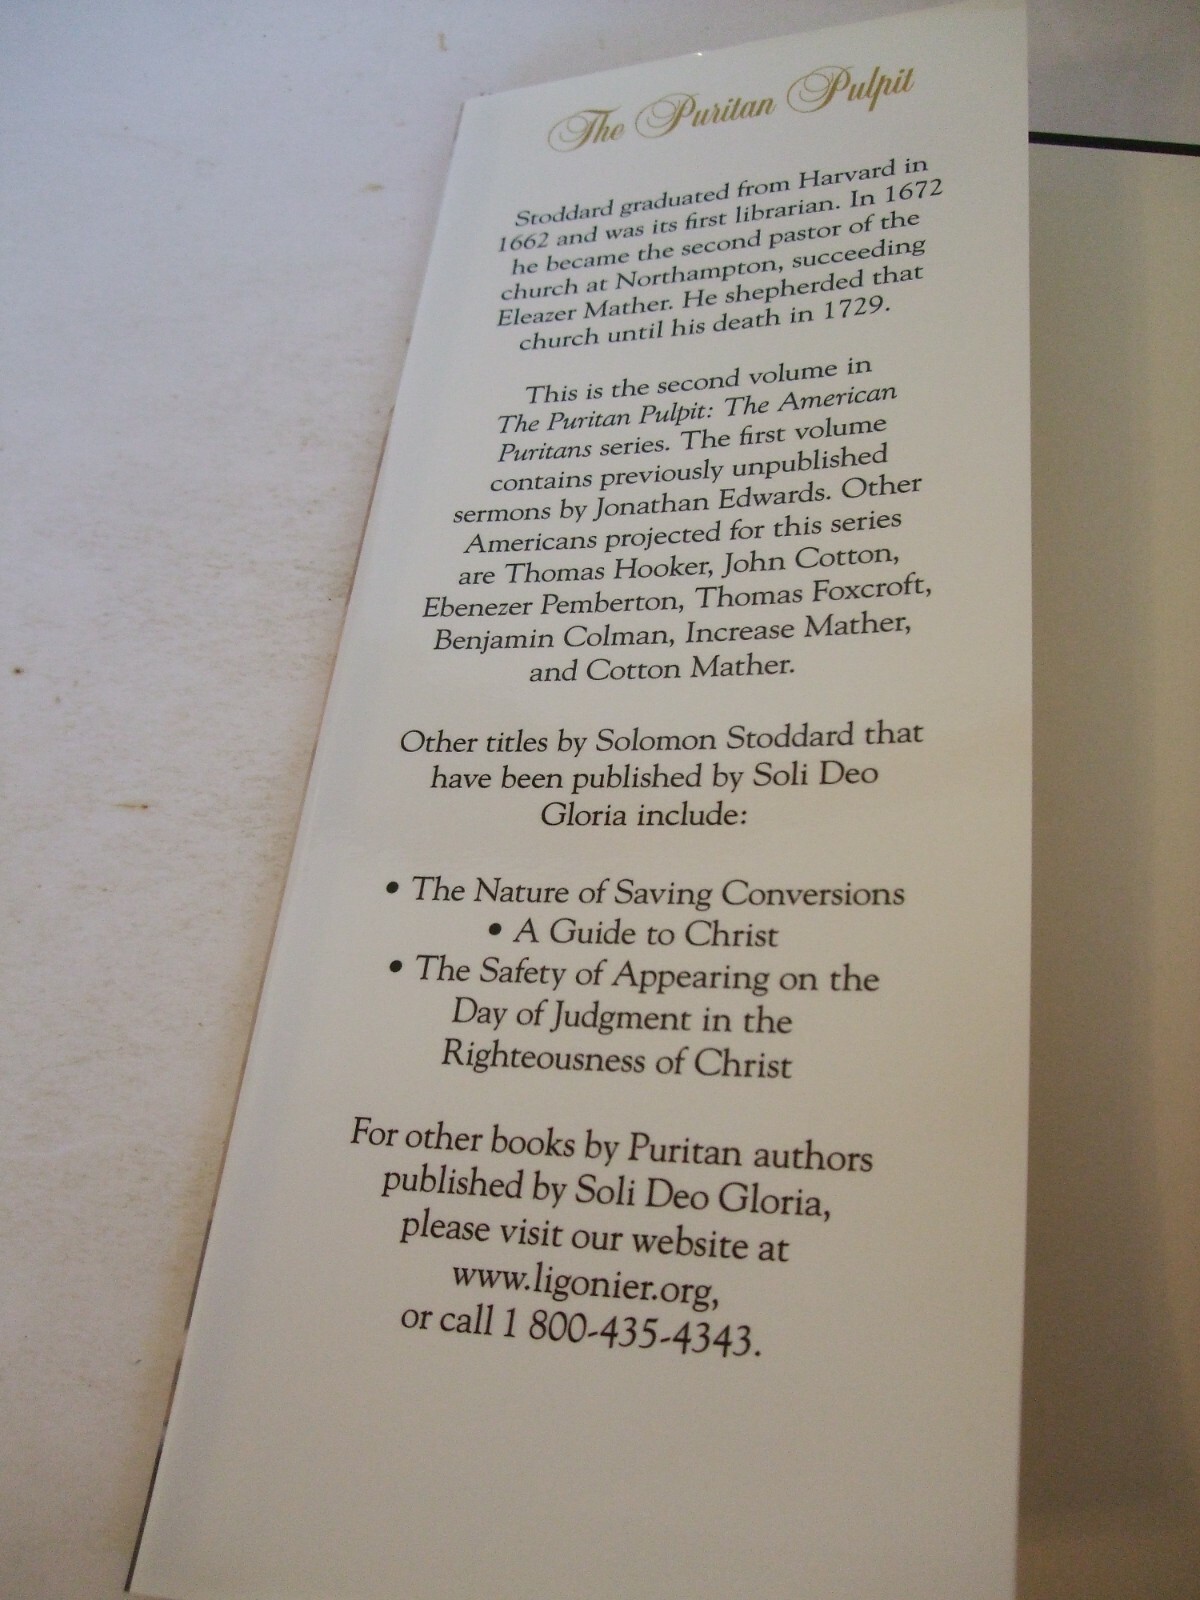 The Puritan Pulpit
Stoddard graduated from Harvard in
1662 and was its first librarian. In 1672
he became the second pastor of the
church at Northampton, succeeding
Eleazer Mather. He shepherded that
church until his death in 1729.
This is the second volume in
The Puritan Pulpit: The American
Puritans series. The first volume
contains previously unpublished
sermons by Jonathan Edwards. Other
Americans projected for this series
are Thomas Hooker, John Cotton,
Ebenezer Pemberton, Thomas Foxcroft,
Benjamin Colman, Increase Mather,
and Cotton Mather.
Other titles by Solomon Stoddard that
have been published by Soli Deo
Gloria include:
• The Nature of Saving Conversions
• A Guide to Christ
• The Safety of Appearing on the
Day of Judgment in the
Righteousness of Christ
For other books by Puritan authors
published by Soli Deo Gloria,
please visit our website at
www.ligonier.org,
or call 1 800-435-4343.